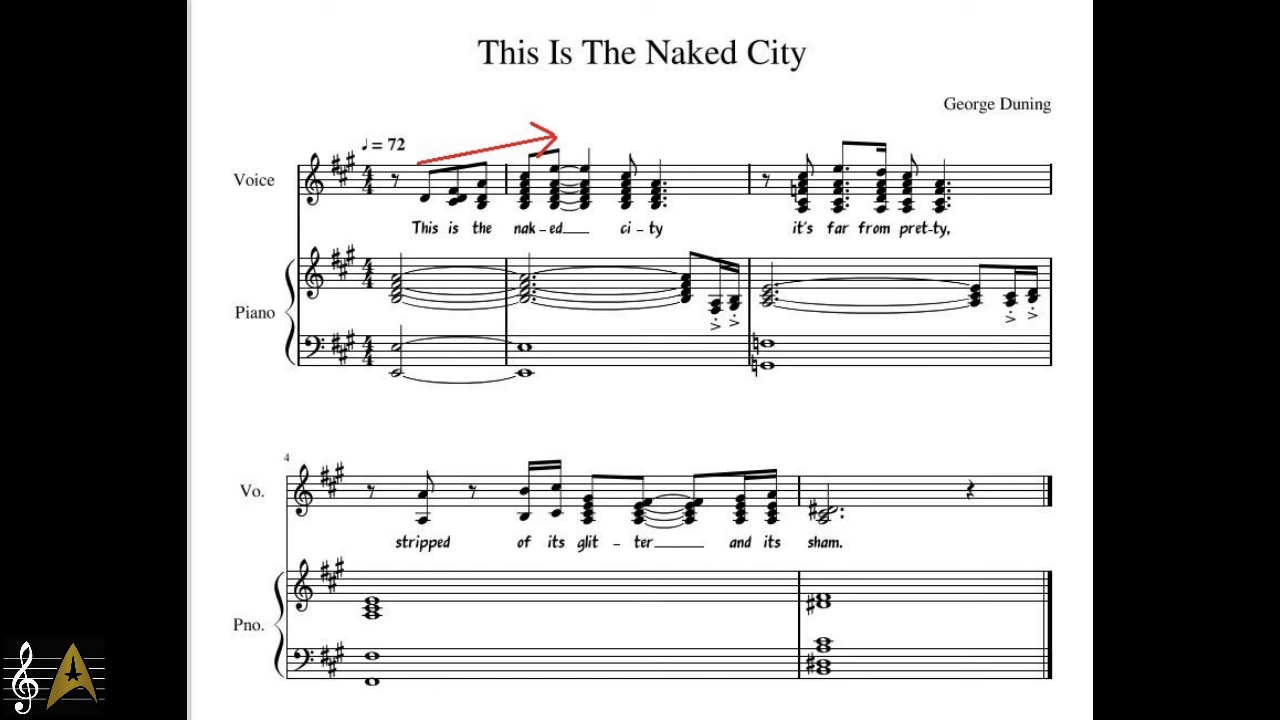 This Is The Naked City
George Duning
♩= 72
Voice
This is the nak - ed ci - ty it's far from pret-ty,
Piano
4
Vo.
stripped of its glit - ter and its sham.
Pno.